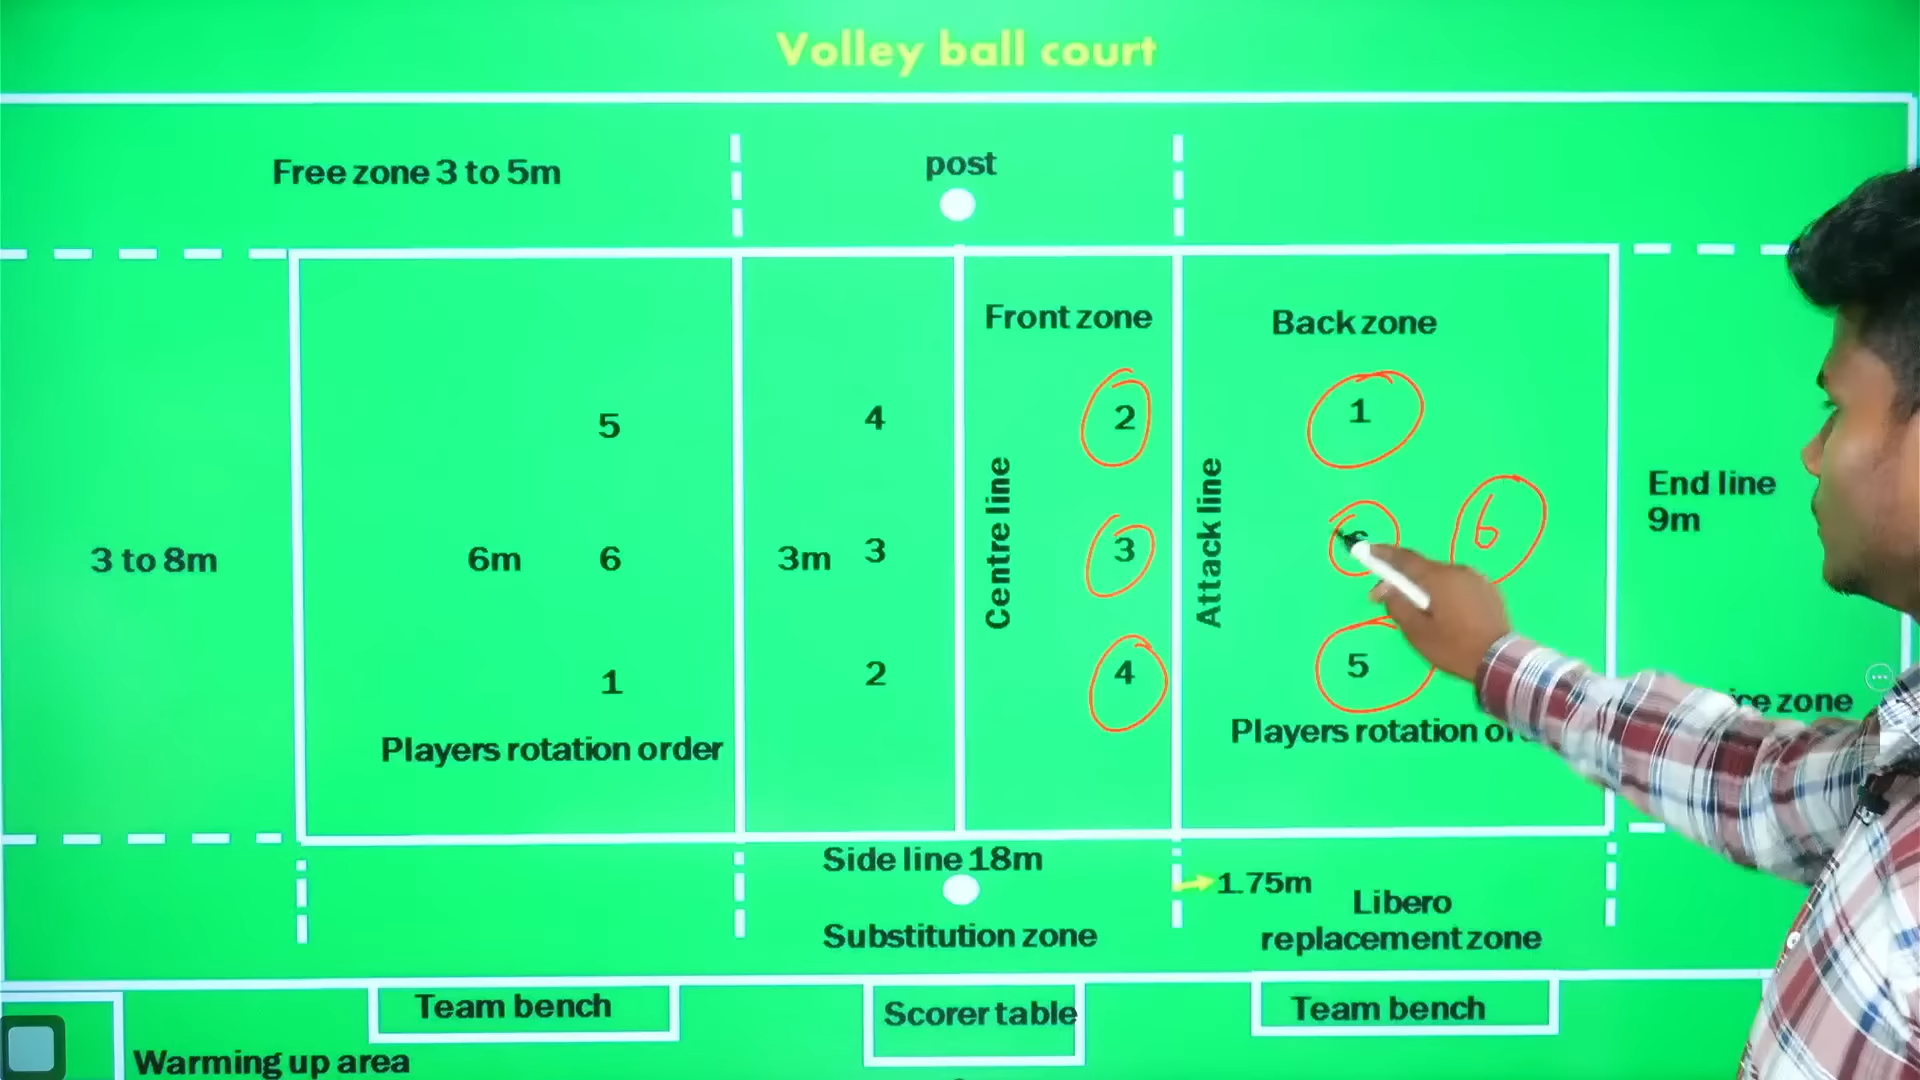 Volley ball court
Free zone 3 to 5m
post
Front zone
Back zone
5
4
2
1
End line
9m
3 to 8m
6m
6
3m
3
Centre line
3
Attack line
6
1
2
4
5
zone
Players rotation order
Players rotation
Side line 18m
1.75m
Libero
replacement zone
Substitution zone
Team bench
Scorer table
Team bench
Warming up area